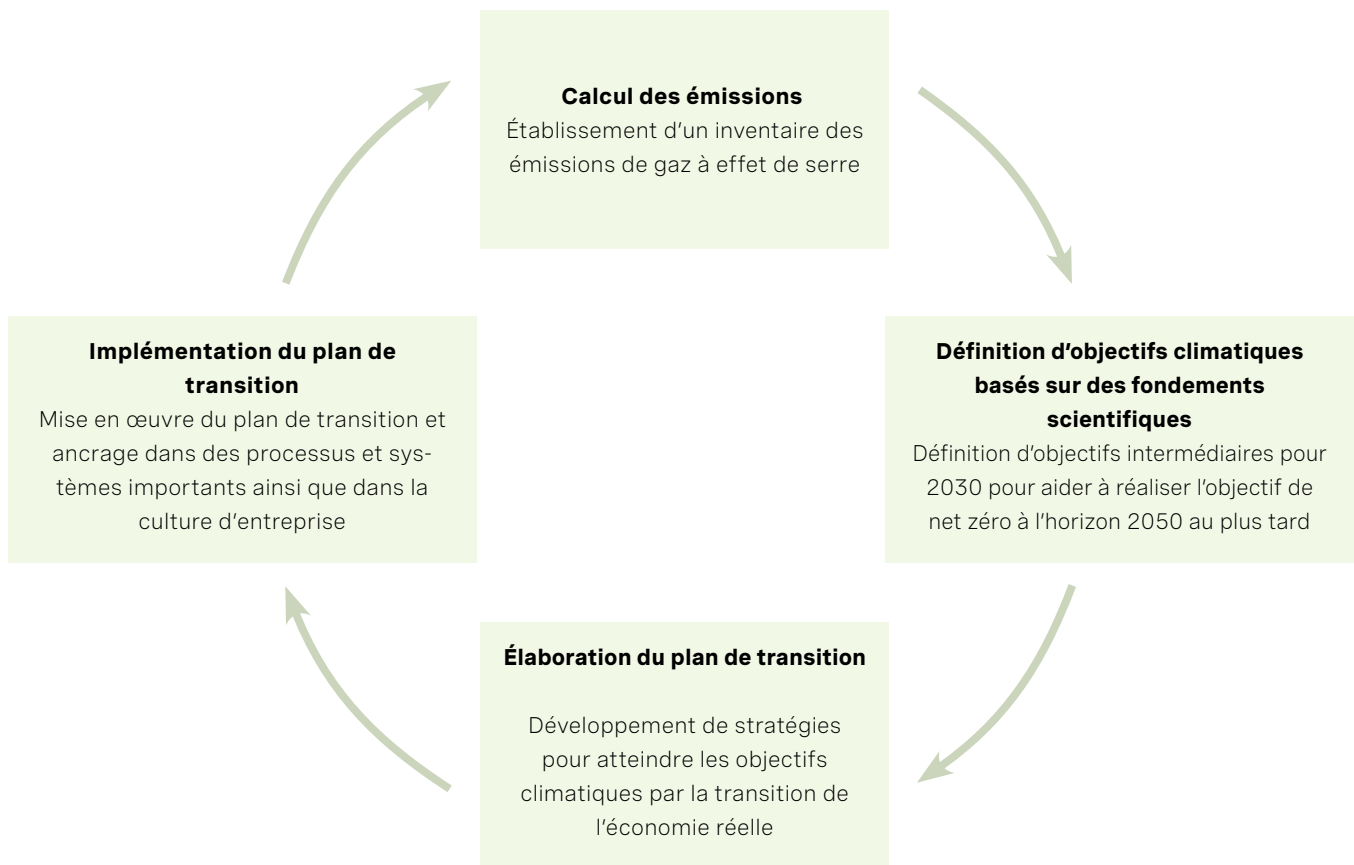 Calcul des émissions
Établissement d'un inventaire des
émissions de gaz à effet de serre
Définition d'objectifs climatiques
basés sur des fondements
scientifiques
Définition d'objectifs intermédiaires pour
2030 pour aider à réaliser l'objectif de
net zéro à l'horizon 2050 au plus tard
Élaboration du plan de transition
Développement de stratégies
pour atteindre les objectifs
climatiques par la transition de
l'économie réelle
Implémentation du plan de
transition
Mise en œuvre du plan de transition et
ancrage dans des processus et sys-
tèmes importants ainsi que dans la
culture d'entreprise